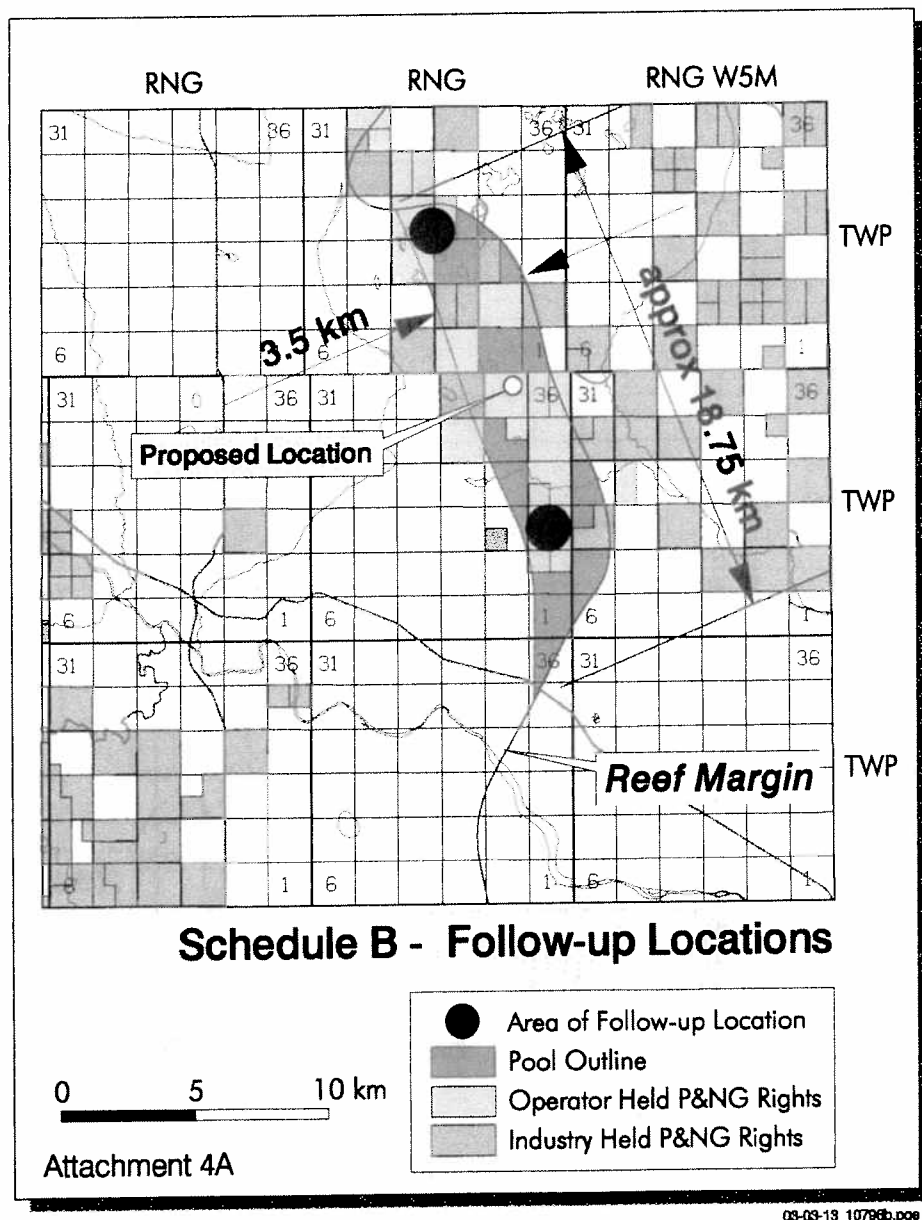 RNG RNG RNG W5M
31 36 31 36 31 36
TWP
approx 18.75 km
3.5 km
6 6 1 6 1
31 0 36 31 36 31 36
Proposed Location
TWP
6 1 6 1 6 1
31 36 31 36 31 36
Reef Margin
TWP
6 1 6 1 6 1
Schedule B - Follow-up Locations
Area of Follow-up Location
Pool Outline
Operator Held P&NG Rights
Industry Held P&NG Rights
0 5 10 km
Attachment 4A
03-03-13 10796b.pge